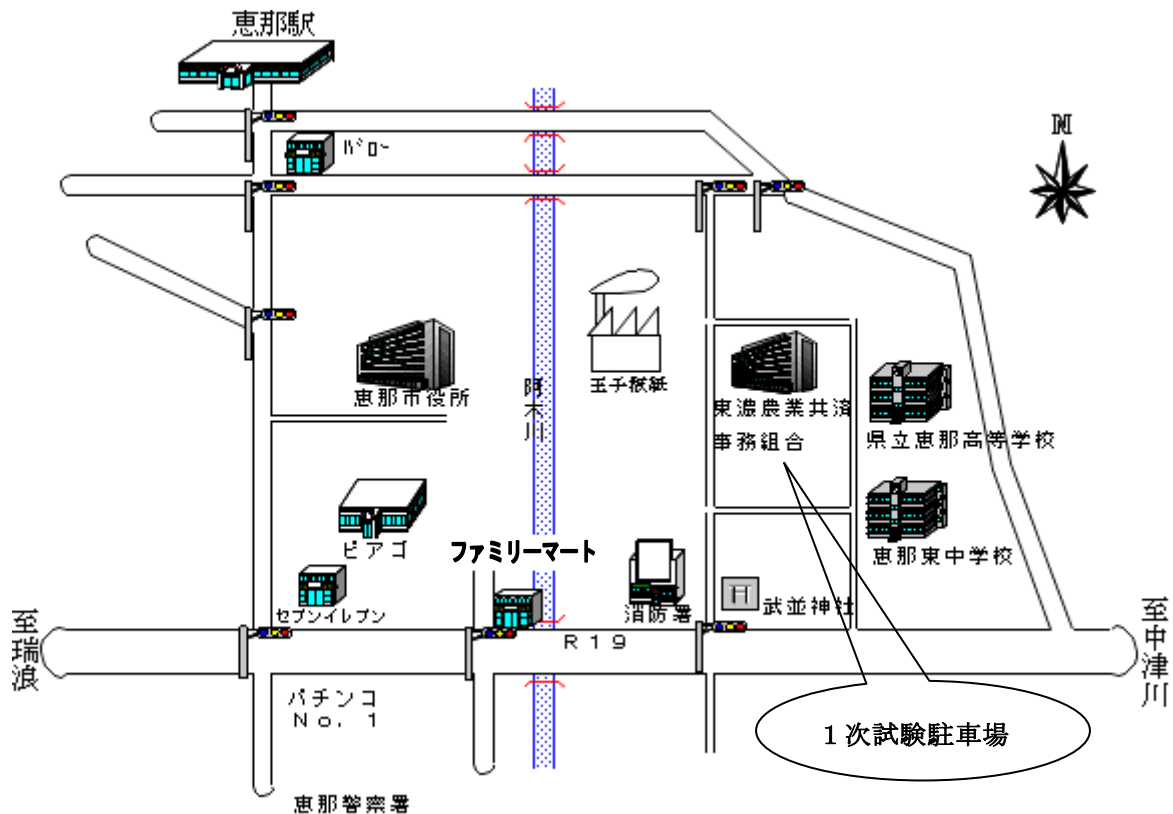 恵那駅
N
バロー
恵那市役所
阿木川
王子板紙
東濃農業共済
事務組合
県立恵那高等学校
ピアゴ
ファミリーマート
恵那東中学校
セブンイレブン
消防署
武並神社
至瑞浪
R19
至中津川
パチンコ
No.1
1次試験駐車場
恵那警察署